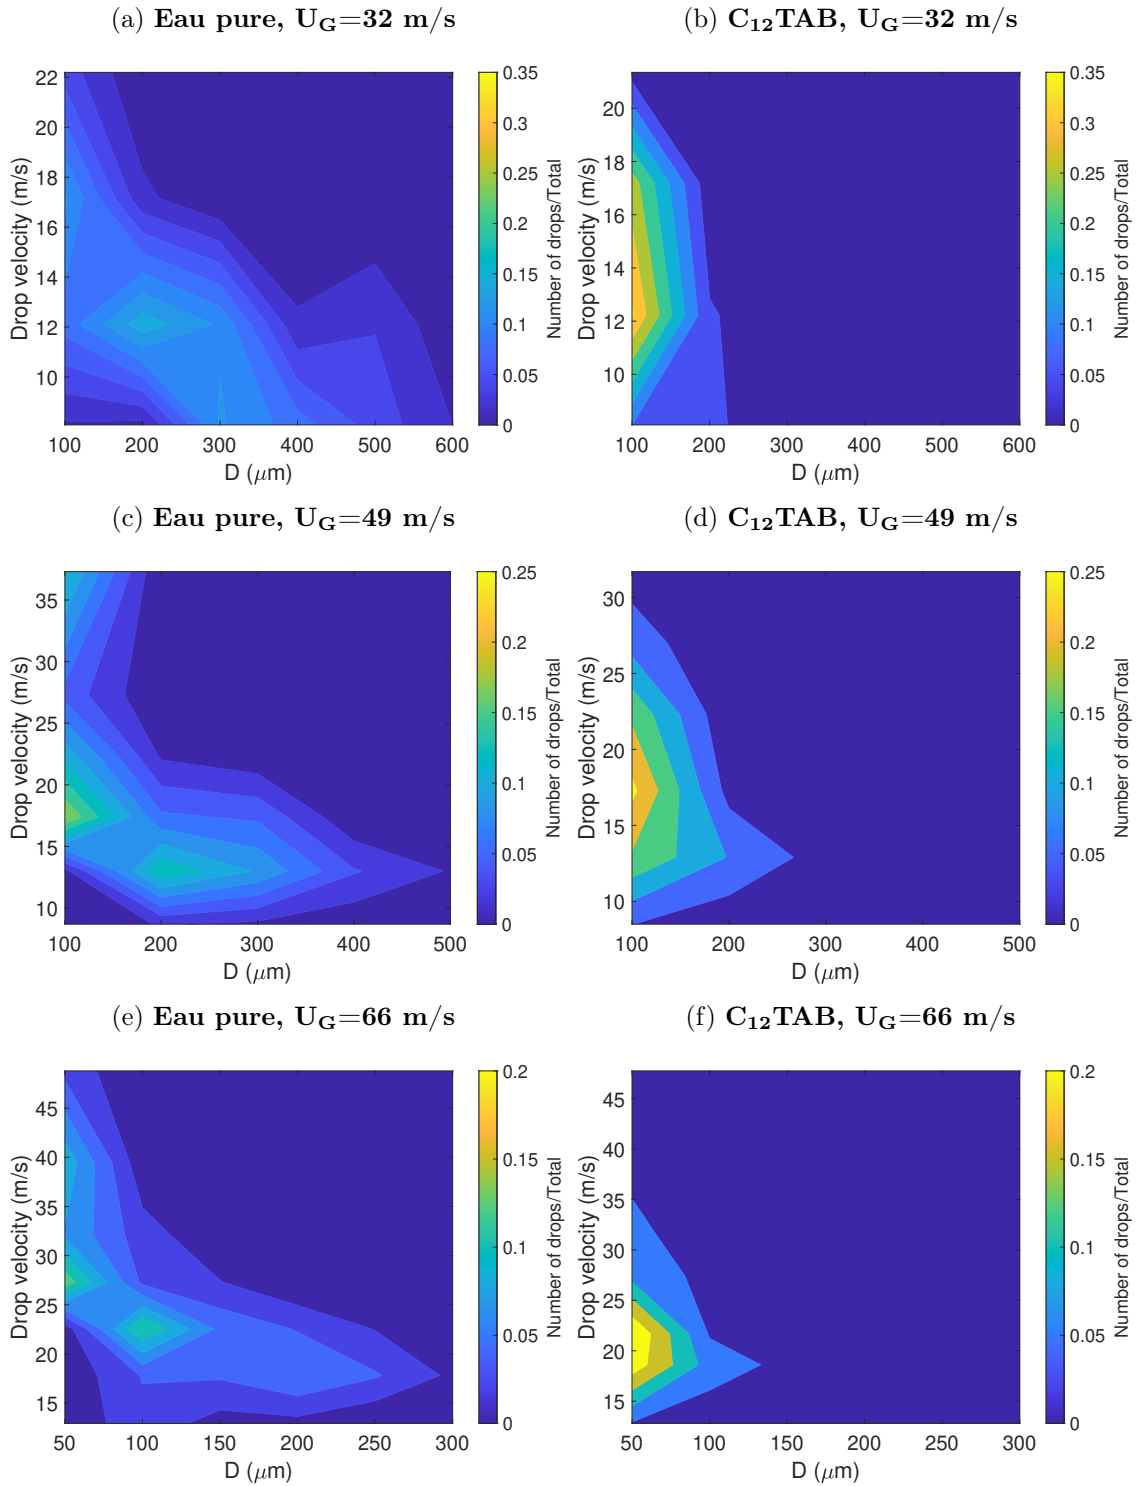 (a) Eau pure, U_G=32 m/s
22
20
18
16
14
12
10
100 200 300 400 500 600
Drop velocity (m/s)
D (μm)
0.35
0.3
0.25
0.2
0.15
0.1
0.05
0
Number of drops/Total
(b) C₁₂TAB, U_G=32 m/s
20
18
16
14
12
10
100 200 300 400 500 600
Drop velocity (m/s)
D (μm)
0.35
0.3
0.25
0.2
0.15
0.1
0.05
0
Number of drops/Total
(c) Eau pure, U_G=49 m/s
35
30
25
20
15
10
100 200 300 400 500
Drop velocity (m/s)
D (μm)
0.25
0.2
0.15
0.1
0.05
0
Number of drops/Total
(d) C₁₂TAB, U_G=49 m/s
30
25
20
15
10
100 200 300 400 500
Drop velocity (m/s)
D (μm)
0.25
0.2
0.15
0.1
0.05
0
Number of drops/Total
(e) Eau pure, U_G=66 m/s
45
40
35
30
25
20
15
50 100 150 200 250 300
Drop velocity (m/s)
D (μm)
0.2
0.15
0.1
0.05
0
Number of drops/Total
(f) C₁₂TAB, U_G=66 m/s
45
40
35
30
25
20
15
50 100 150 200 250 300
Drop velocity (m/s)
D (μm)
0.2
0.15
0.1
0.05
0
Number of drops/Total